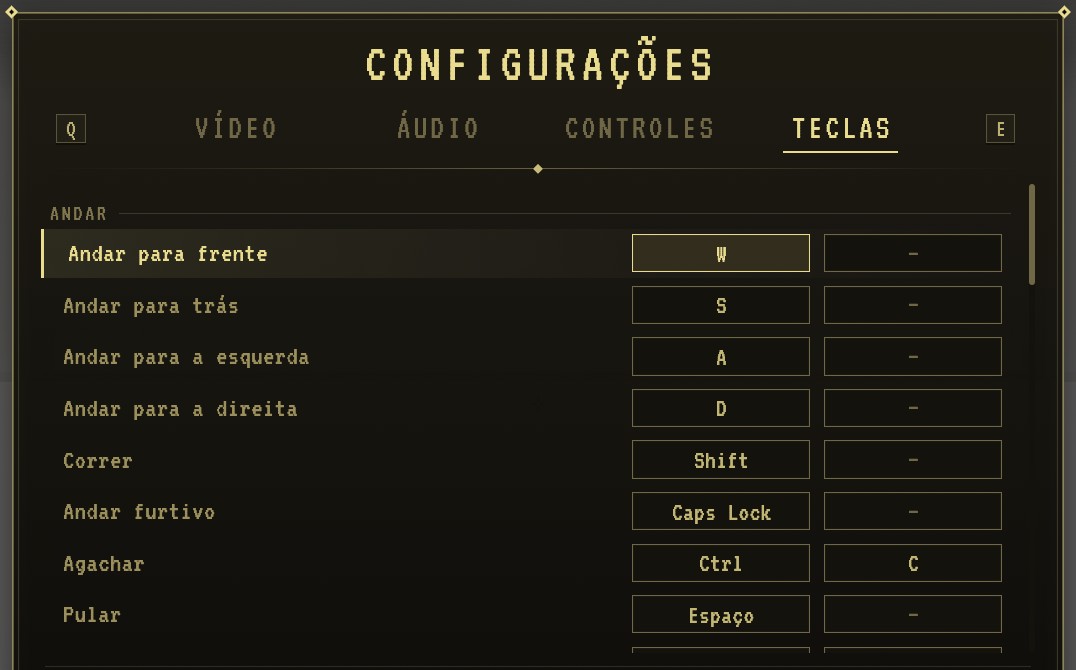 CONFIGURAÇÕES
Q VÍDEO ÁUDIO CONTROLES TECLAS E
ANDAR
Andar para frente W –
Andar para trás S –
Andar para a esquerda A –
Andar para a direita D –
Correr Shift –
Andar furtivo Caps Lock –
Agachar Ctrl C
Pular Espaço –